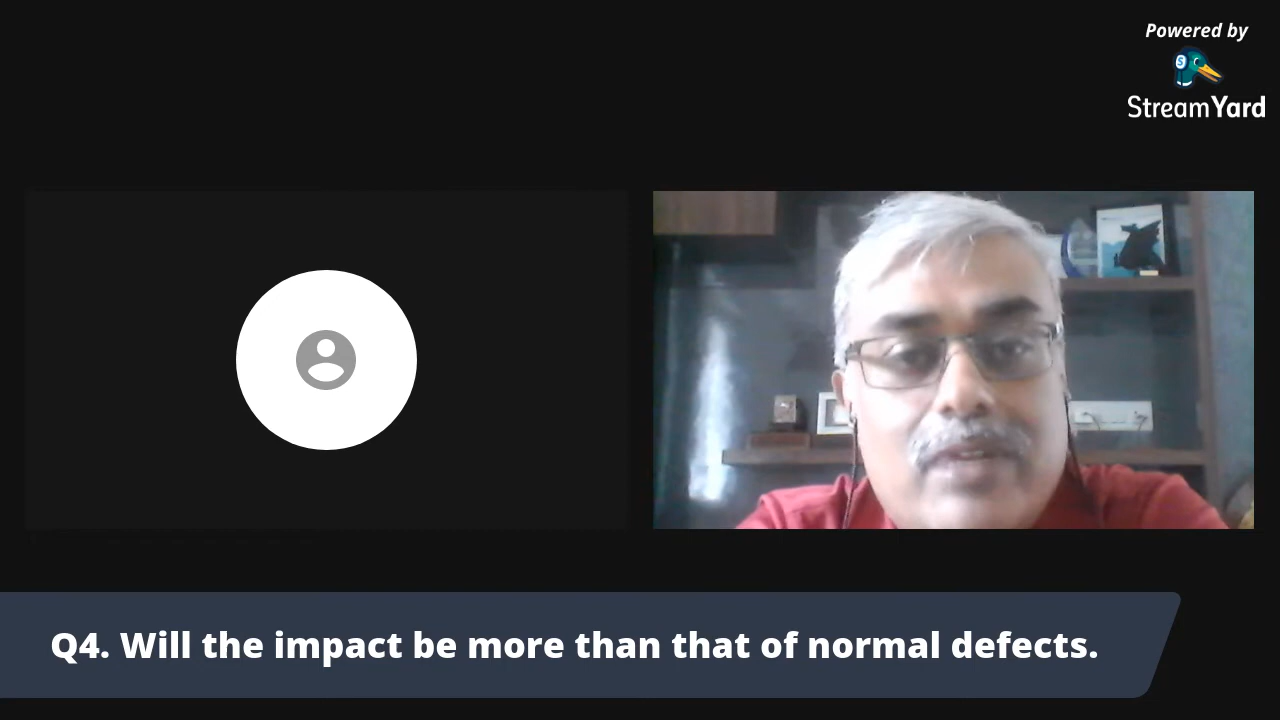 Powered by
StreamYard
Q4. Will the impact be more than that of normal defects.